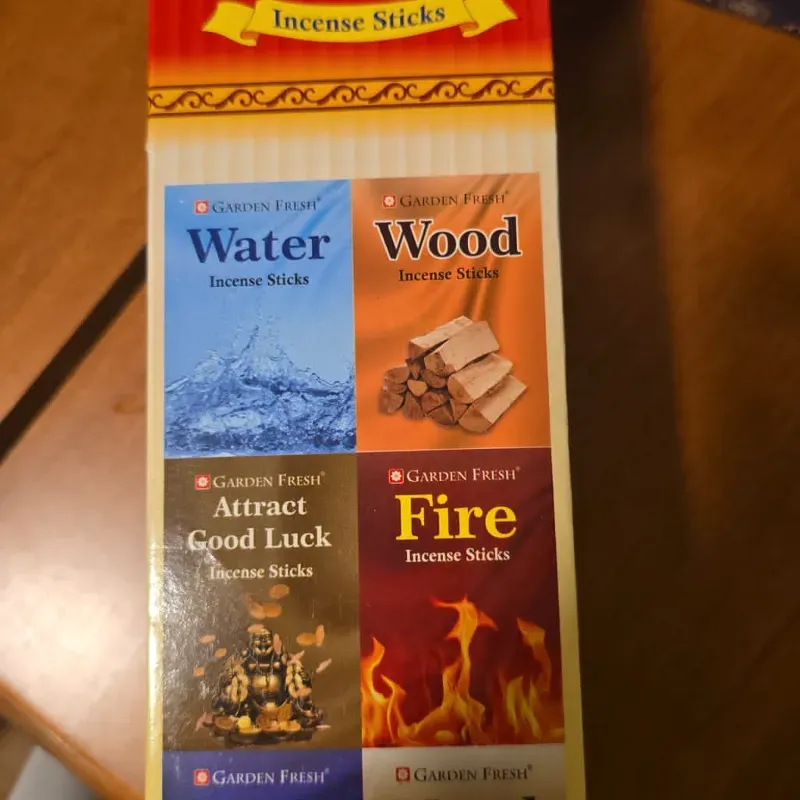 Incense Sticks
GARDEN FRESH®
Water
Incense Sticks
GARDEN FRESH®
Wood
Incense Sticks
GARDEN FRESH®
Attract
Good Luck
Incense Sticks
GARDEN FRESH®
Fire
Incense Sticks
GARDEN FRESH®
GARDEN FRESH®